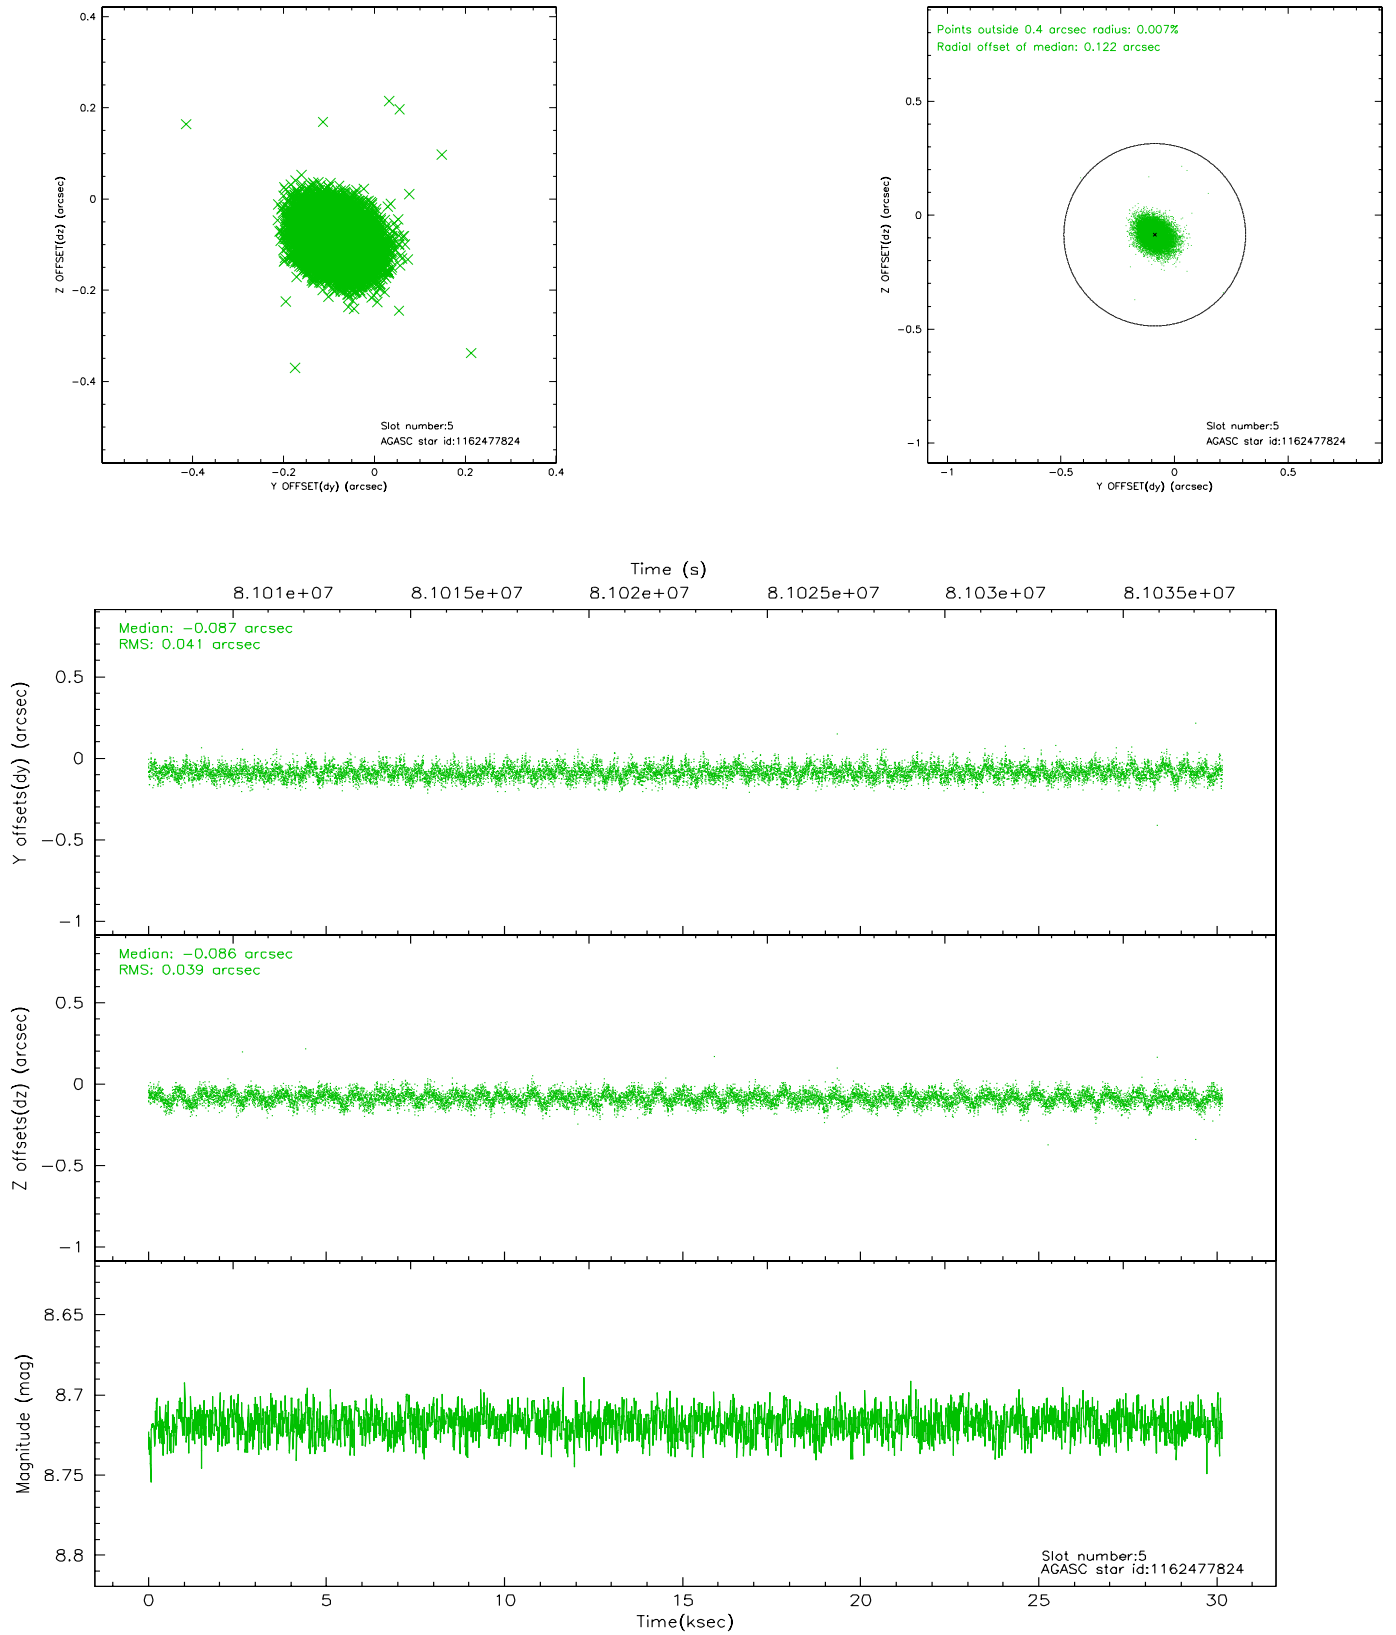 0.4
0.2
0
−0.2
−0.4
Z OFFSET(dz) (arcsec)
Slot number:5
AGASC star id:1162477824
−0.4
−0.2
0
0.2
0.4
Y OFFSET(dy) (arcsec)
Points outside 0.4 arcsec radius: 0.007%
Radial offset of median: 0.122 arcsec
0.5
0
−0.5
−1
Z OFFSET(dz) (arcsec)
Slot number:5
AGASC star id:1162477824
−1
−0.5
0
0.5
Y OFFSET(dy) (arcsec)
Time (s)
8.101e+07
8.1015e+07
8.102e+07
8.1025e+07
8.103e+07
8.1035e+07
Median: −0.087 arcsec
RMS: 0.041 arcsec
0.5
0
−0.5
−1
Y offsets(dy) (arcsec)
Median: −0.086 arcsec
RMS: 0.039 arcsec
0.5
0
−0.5
−1
Z offsets(dz) (arcsec)
8.65
8.7
8.75
8.8
Magnitude (mag)
Slot number:5
AGASC star id:1162477824
0
5
10
15
20
25
30
Time(ksec)